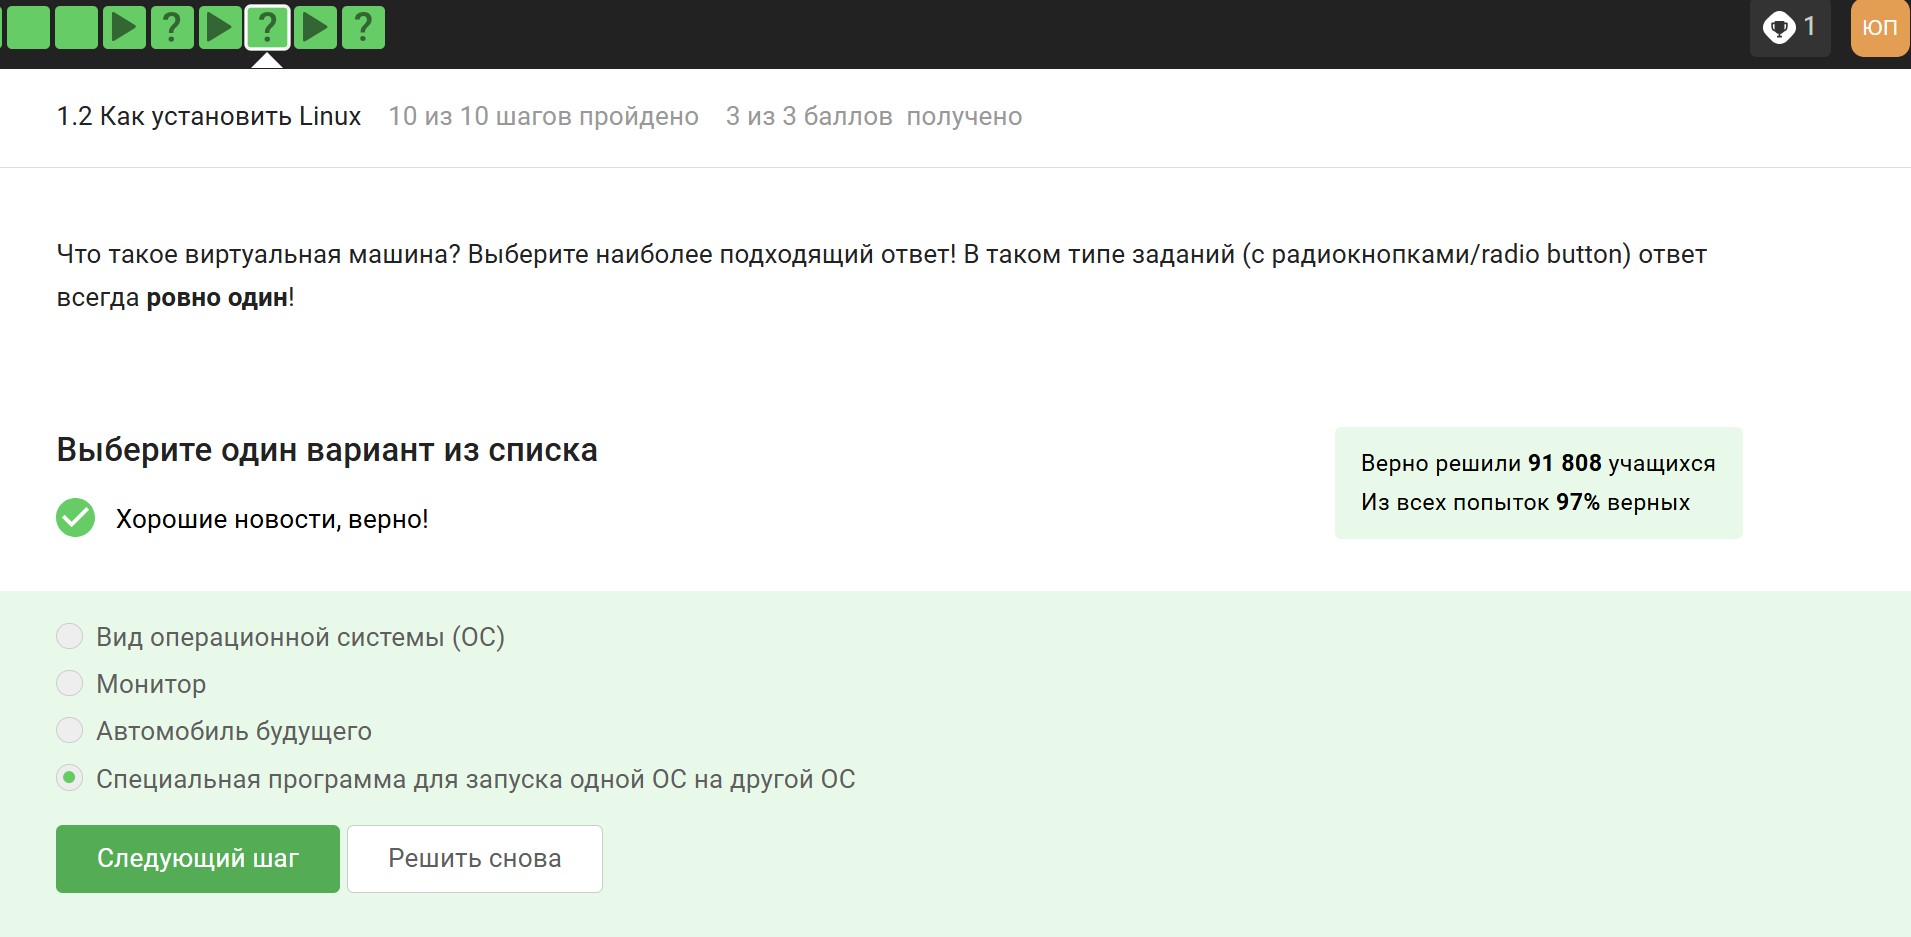 ? ? ? 1 ЮП
1.2 Как установить Linux 10 из 10 шагов пройдено 3 из 3 баллов получено
Что такое виртуальная машина? Выберите наиболее подходящий ответ! В таком типе заданий (с радиокнопками/radio button) ответ
всегда ровно один!
Выберите один вариант из списка
Хорошие новости, верно!
Верно решили 91 808 учащихся
Из всех попыток 97% верных
Вид операционной системы (ОС)
Монитор
Автомобиль будущего
Специальная программа для запуска одной ОС на другой ОС
Следующий шаг Решить снова